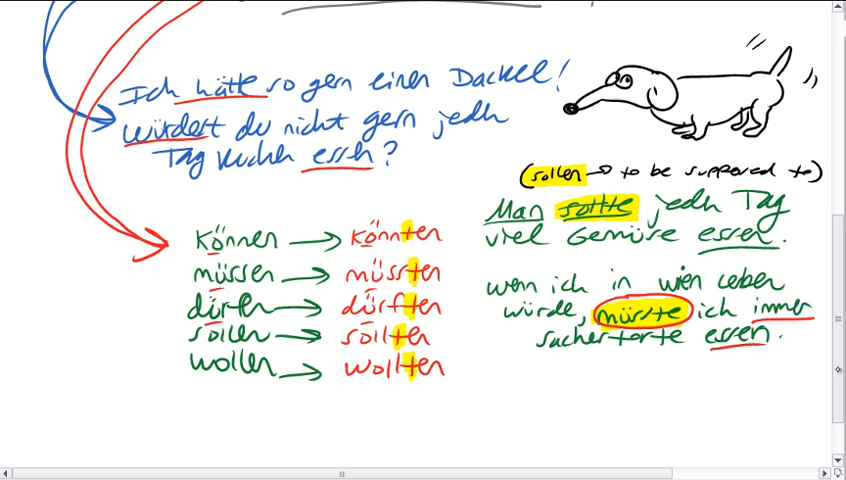 Ich hätte so gern einen Dackel!
würdest du nicht gern jeden
Tag Kuchen essen?
(sollen → to be supposed to)
Man sollte jeden Tag
viel Gemüse essen.
wenn ich in Wien leben
würde, müsste ich immer
Sachertorte essen.
können → könnten
müssen → müssten
dürfen → dürften
sollen → sollten
wollen → wollten